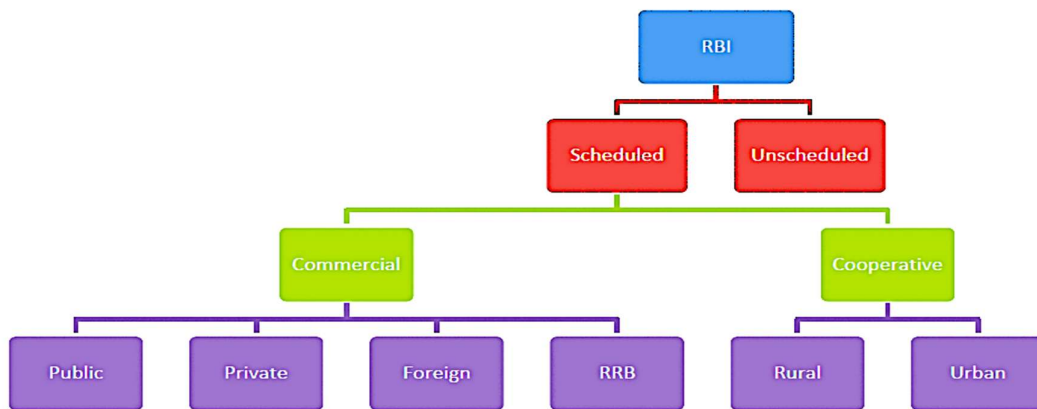 RBI
Scheduled
Unscheduled
Commercial
Cooperative
Public
Private
Foreign
RRB
Rural
Urban